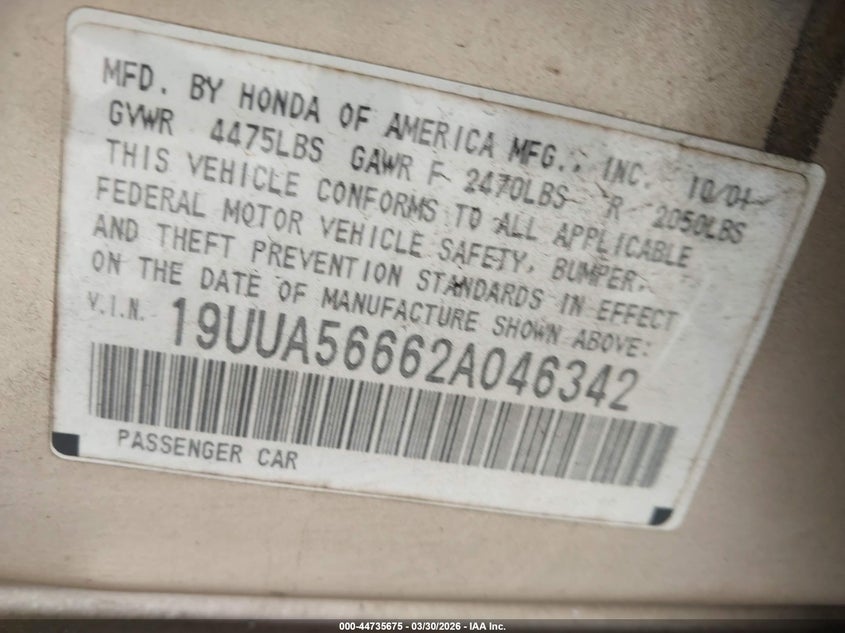 MFD. BY HONDA OF AMERICA MFG., INC. 10/01
GVWR 4475LBS GAWR F 2470LBS R 2050LBS
THIS VEHICLE CONFORMS TO ALL APPLICABLE
FEDERAL MOTOR VEHICLE SAFETY, BUMPER,
AND THEFT PREVENTION STANDARDS IN EFFECT
ON THE DATE OF MANUFACTURE SHOWN ABOVE:
V.I.N. 19UUA56662A046342
PASSENGER CAR
000-44735675 | 03/30/2026 - IAA Inc.